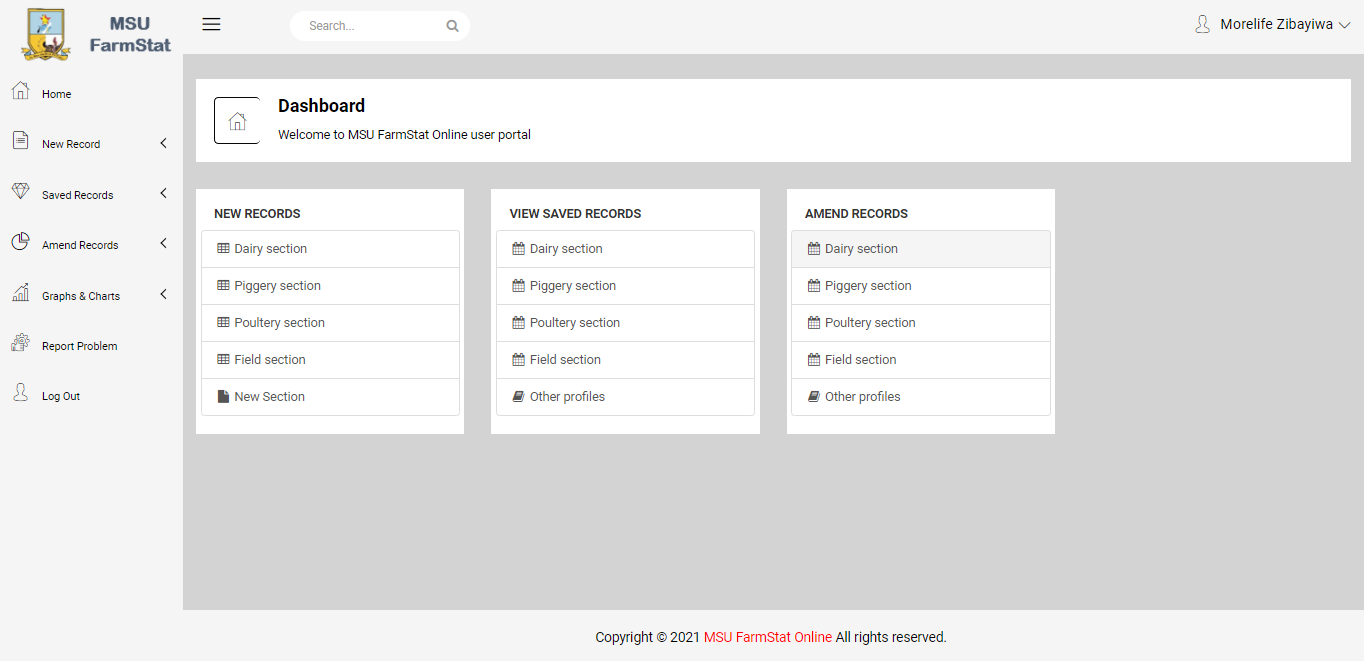 MSU
FarmStat
Search...
Morelife Zibayiwa
Home
New Record
Saved Records
Amend Records
Graphs & Charts
Report Problem
Log Out
Dashboard
Welcome to MSU FarmStat Online user portal
NEW RECORDS
Dairy section
Piggery section
Poultery section
Field section
New Section
VIEW SAVED RECORDS
Dairy section
Piggery section
Poultery section
Field section
Other profiles
AMEND RECORDS
Dairy section
Piggery section
Poultery section
Field section
Other profiles
Copyright © 2021 MSU FarmStat Online All rights reserved.